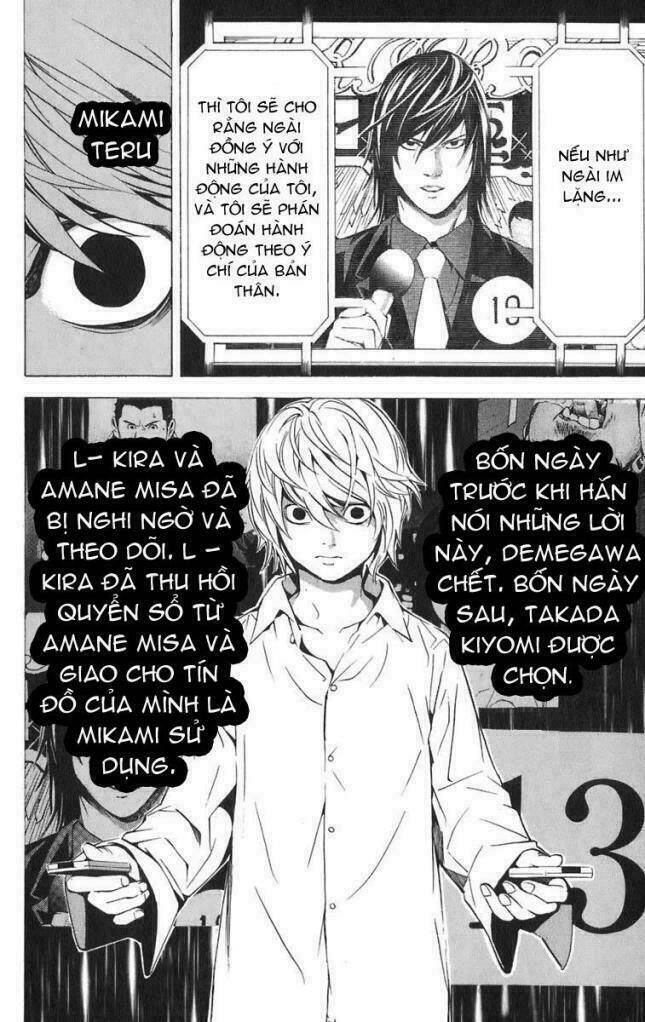 NẾU NHƯ
NGÀI IM
LẶNG...
THÌ TÔI SẼ CHO
RẰNG NGÀI
ĐỒNG Ý VỚI
NHỮNG HÀNH
ĐỘNG CỦA TÔI,
VÀ TÔI SẼ PHÁN
ĐOÁN HÀNH
ĐỘNG THEO Ý
CHÍ CỦA BẢN
THÂN.
13
MIKAMI
TERU
BỐN NGÀY
TRƯỚC KHI HẮN
NÓI NHỮNG LỜI
NÀY, DEMEGAWA
CHẾT. BỐN NGÀY
SAU, TAKADA
KIYOMI ĐƯỢC
CHỌN.
L- KIRA VÀ
AMANE MISA ĐÃ
BỊ NGHI NGỜ VÀ
THEO DÕI. L -
KIRA ĐÃ THU HỒI
QUYỂN SỔ TỪ
AMANE MISA VÀ
GIAO CHO TÍN
ĐỒ CỦA MÌNH LÀ
MIKAMI SỬ
DỤNG.
13